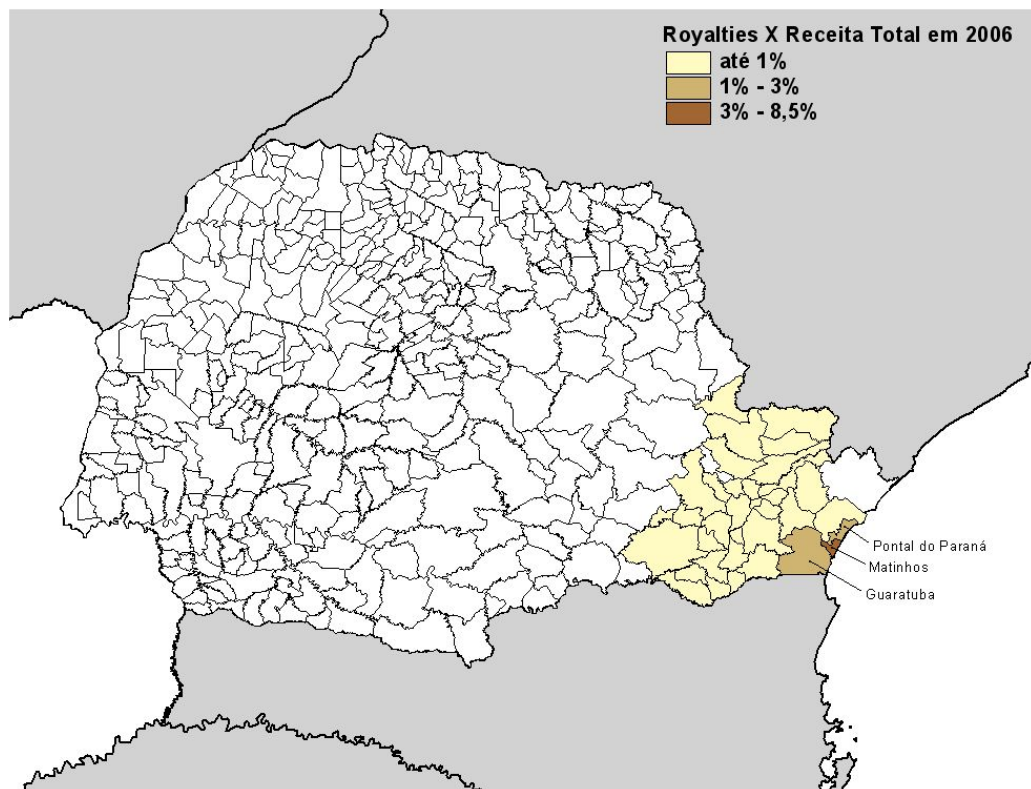 Royalties X Receita Total em 2006
até 1%
1% - 3%
3% - 8,5%
Pontal do Paraná
Matinhos
Guaratuba